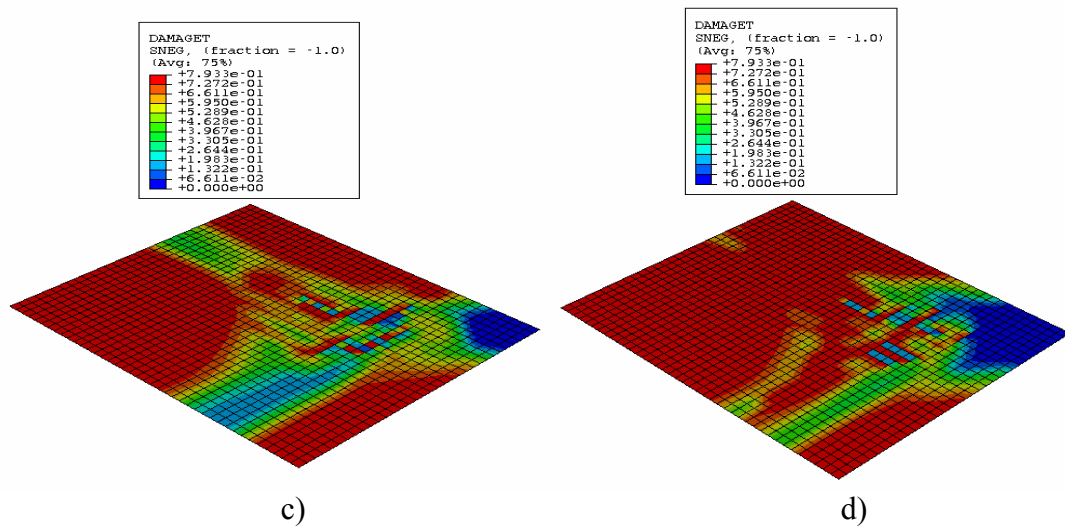 DAMAGET
SNEG, (fraction = -1.0)
(Avg: 75%)
+7.933e-01
+7.272e-01
+6.611e-01
+5.950e-01
+5.289e-01
+4.628e-01
+3.967e-01
+3.305e-01
+2.644e-01
+1.983e-01
+1.322e-01
+6.611e-02
+0.000e+00
DAMAGET
SNEG, (fraction = -1.0)
(Avg: 75%)
+7.933e-01
+7.272e-01
+6.611e-01
+5.950e-01
+5.289e-01
+4.628e-01
+3.967e-01
+3.305e-01
+2.644e-01
+1.983e-01
+1.322e-01
+6.611e-02
+0.000e+00
c)
d)